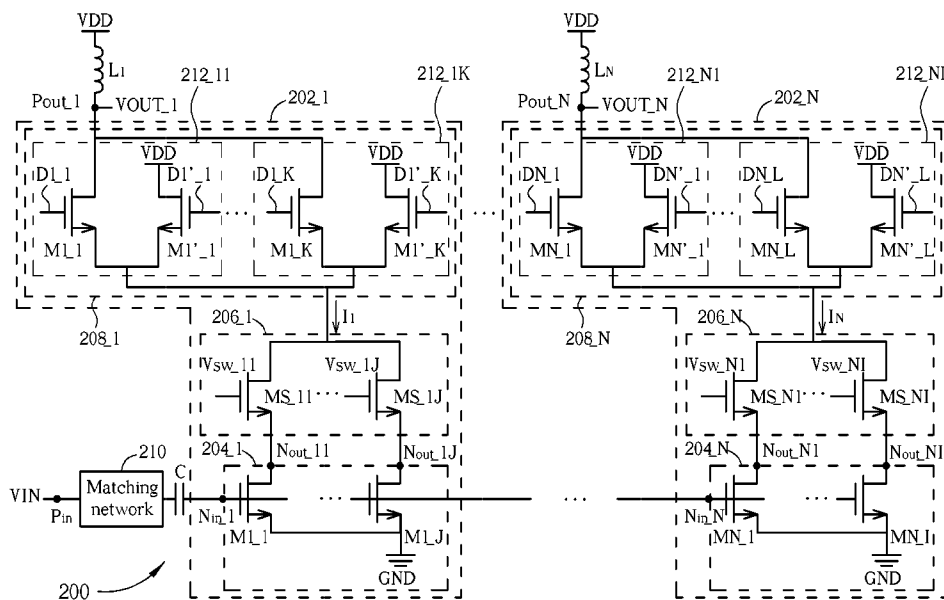 VDD VDD
L1 LN
212_11 212_1K 212_N1 212_NL
Pout_1 VOUT_1 202_1 Pout_N VOUT_N 202_N
VDD VDD VDD VDD
D1_1 D1'_1 D1_K D1'_K DN_1 DN'_1 DN_L DN'_L
... ... ...
M1_1 M1'_1 M1_K M1'_K MN_1 MN'_1 MN_L MN'_L
208_1 206_1 I1 208_N 206_N IN
VSW_11 VSW_1J VSW_N1 VSW_NI
MS_11 ... MS_1J MS_N1 ... MS_NI
210 204_1 Nout_11 Nout_1J 204_N Nout_N1 Nout_NI
VIN Pin Matching network C Nin_1 ... ... Nin_N ...
M1_1 M1_J MN_1 MN_I
200 GND GND